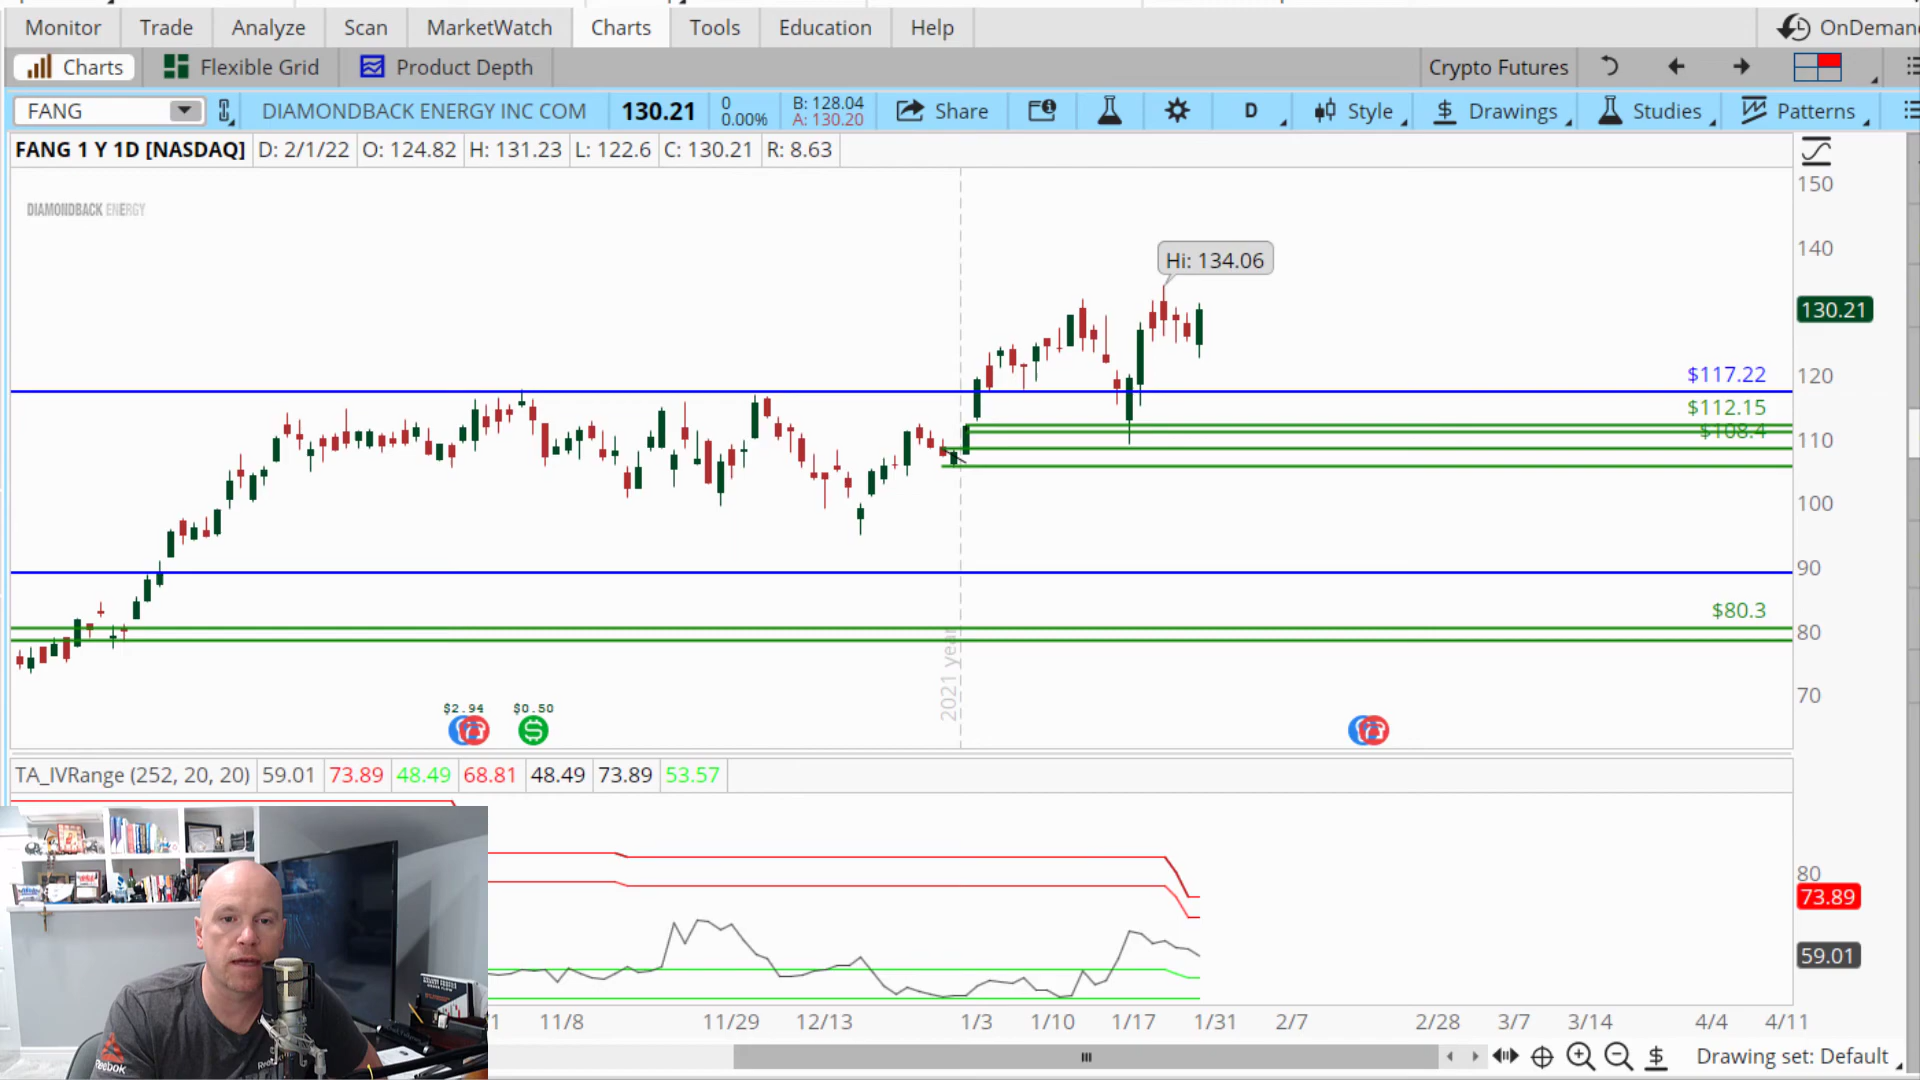 Monitor Trade Scan Analyze MarketWatch Charts Tools Education Help OnDeman
Charts Flexible Grid Product Depth Crypto Futures
FANG DIAMONDBACK ENERGY INC COM 130.21 0 0.00% B: 128.04 A: 130.20 Share D Style Drawings Studies Patterns
FANG 1 Y 1D [NASDAQ] D: 2/1/22 O: 124.82 H: 131.23 L: 122.6 C: 130.21 R: 8.63
150
DIAMONDBACK ENERGY
140
Hi: 134.06
130.21
$117.22
120
$112.15
$108.4
110
100
90
$80.3
80
2021 year
70
$2.94 $0.50
TA_IVRange (252, 20, 20) 59.01 73.89 48.49 68.81 48.49 73.89 53.57
80
73.89
59.01
11/8 11/29 12/13 1/3 1/10 1/17 1/31 2/7 2/28 3/7 3/14 4/4 4/11
Reebok
Drawing set: Default